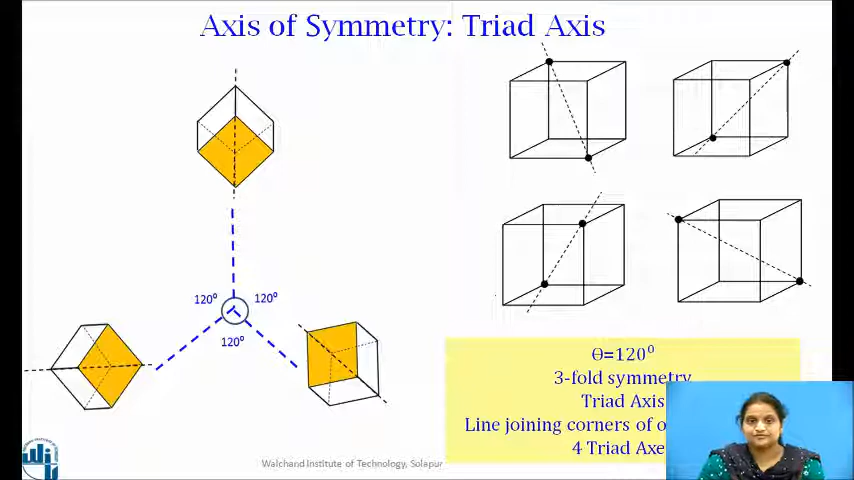 Axis of Symmetry: Triad Axis
120⁰
120⁰
120⁰
Θ=120⁰
3-fold symmetry
Triad Axis
Line joining corners of o
4 Triad Axe
Walchand Institute of Technology, Solapur